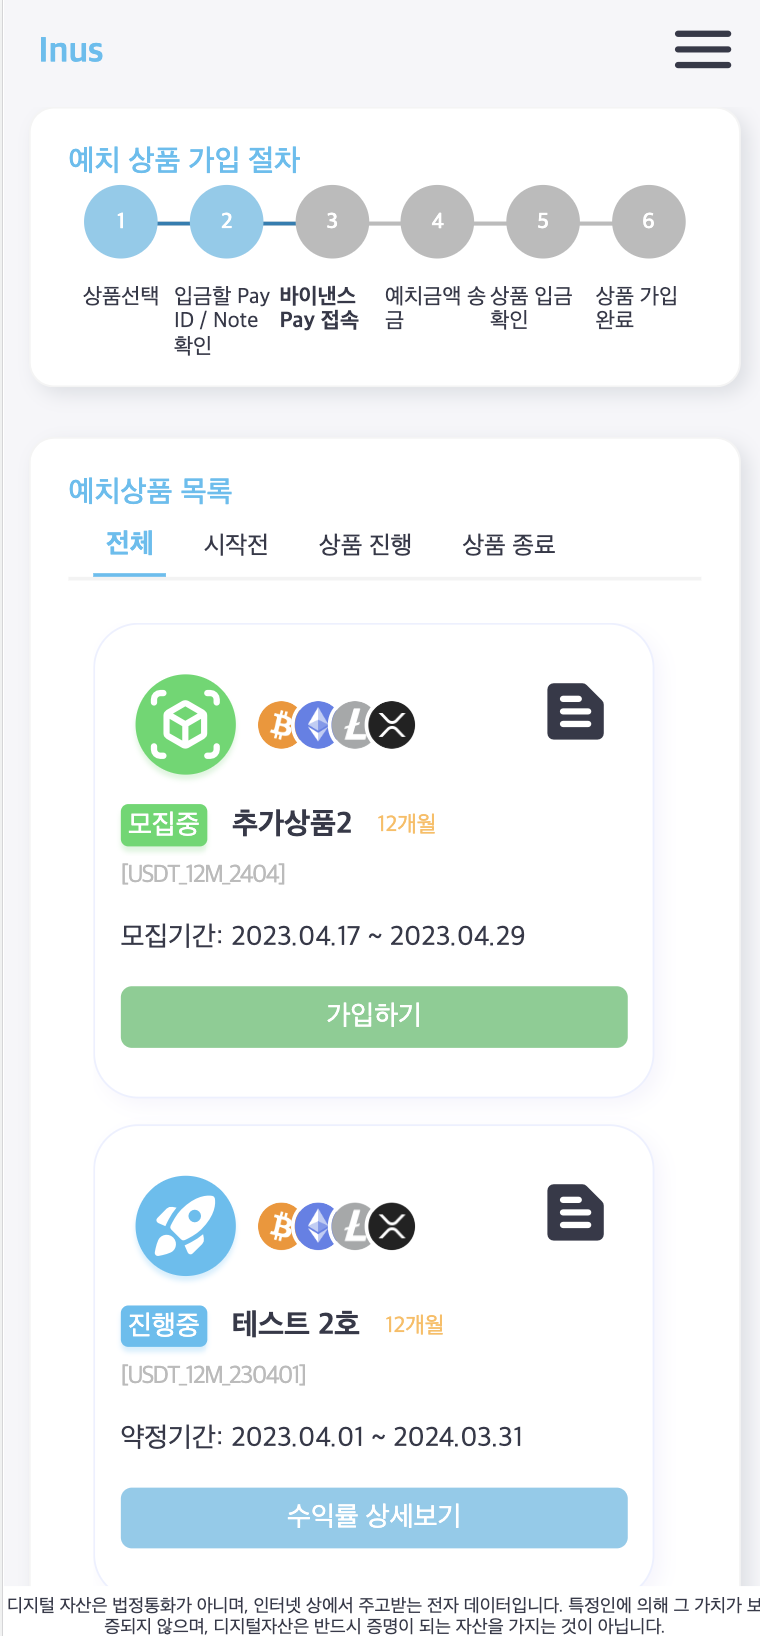 Inus
예치 상품 가입 절차
1 2 3 4 5 6
상품선택
입금할 Pay
ID / Note
확인
바이낸스
Pay 접속
예치금액 송
금
상품 입금
확인
상품 가입
완료
예치상품 목록
전체 시작전 상품 진행 상품 종료
모집중 추가상품2 12개월
[USDT_12M_2404]
모집기간: 2023.04.17 ~ 2023.04.29
가입하기
진행중 테스트 2호 12개월
[USDT_12M_230401]
약정기간: 2023.04.01 ~ 2024.03.31
수익률 상세보기
디지털 자산은 법정통화가 아니며, 인터넷 상에서 주고받는 전자 데이터입니다. 특정인에 의해 그 가치가 보
증되지 않으며, 디지털자산은 반드시 증명이 되는 자산을 가지는 것이 아닙니다.